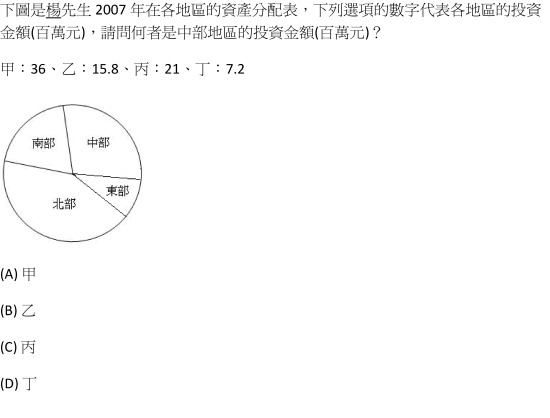 下圖是楊先生 2007 年在各地區的資產分配表，下列選項的數字代表各地區的投資
金額(百萬元)，請問何者是中部地區的投資金額(百萬元)？
甲：36、乙：15.8、丙：21、丁：7.2
南部
中部
東部
北部
(A) 甲
(B) 乙
(C) 丙
(D) 丁